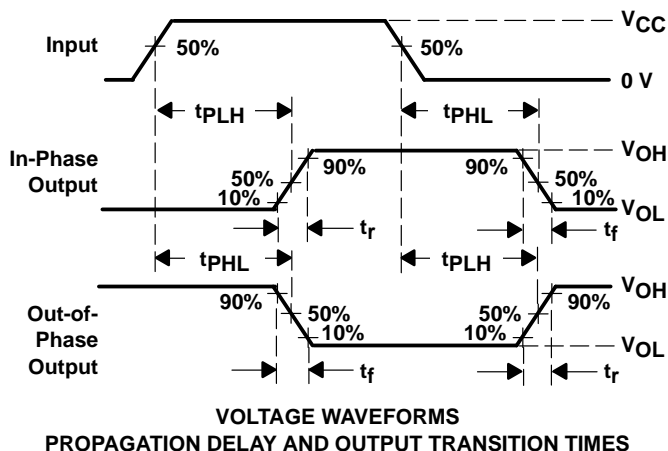 Input
50%
50%
VCC
0 V
tPLH
tPHL
In-Phase
Output
50%
10%
90%
90%
50%
10%
VOH
VOL
tr
tf
tPHL
tPLH
Out-of-
Phase
Output
90%
50%
10%
50%
10%
90%
VOH
VOL
tf
tr
VOLTAGE WAVEFORMS
PROPAGATION DELAY AND OUTPUT TRANSITION TIMES